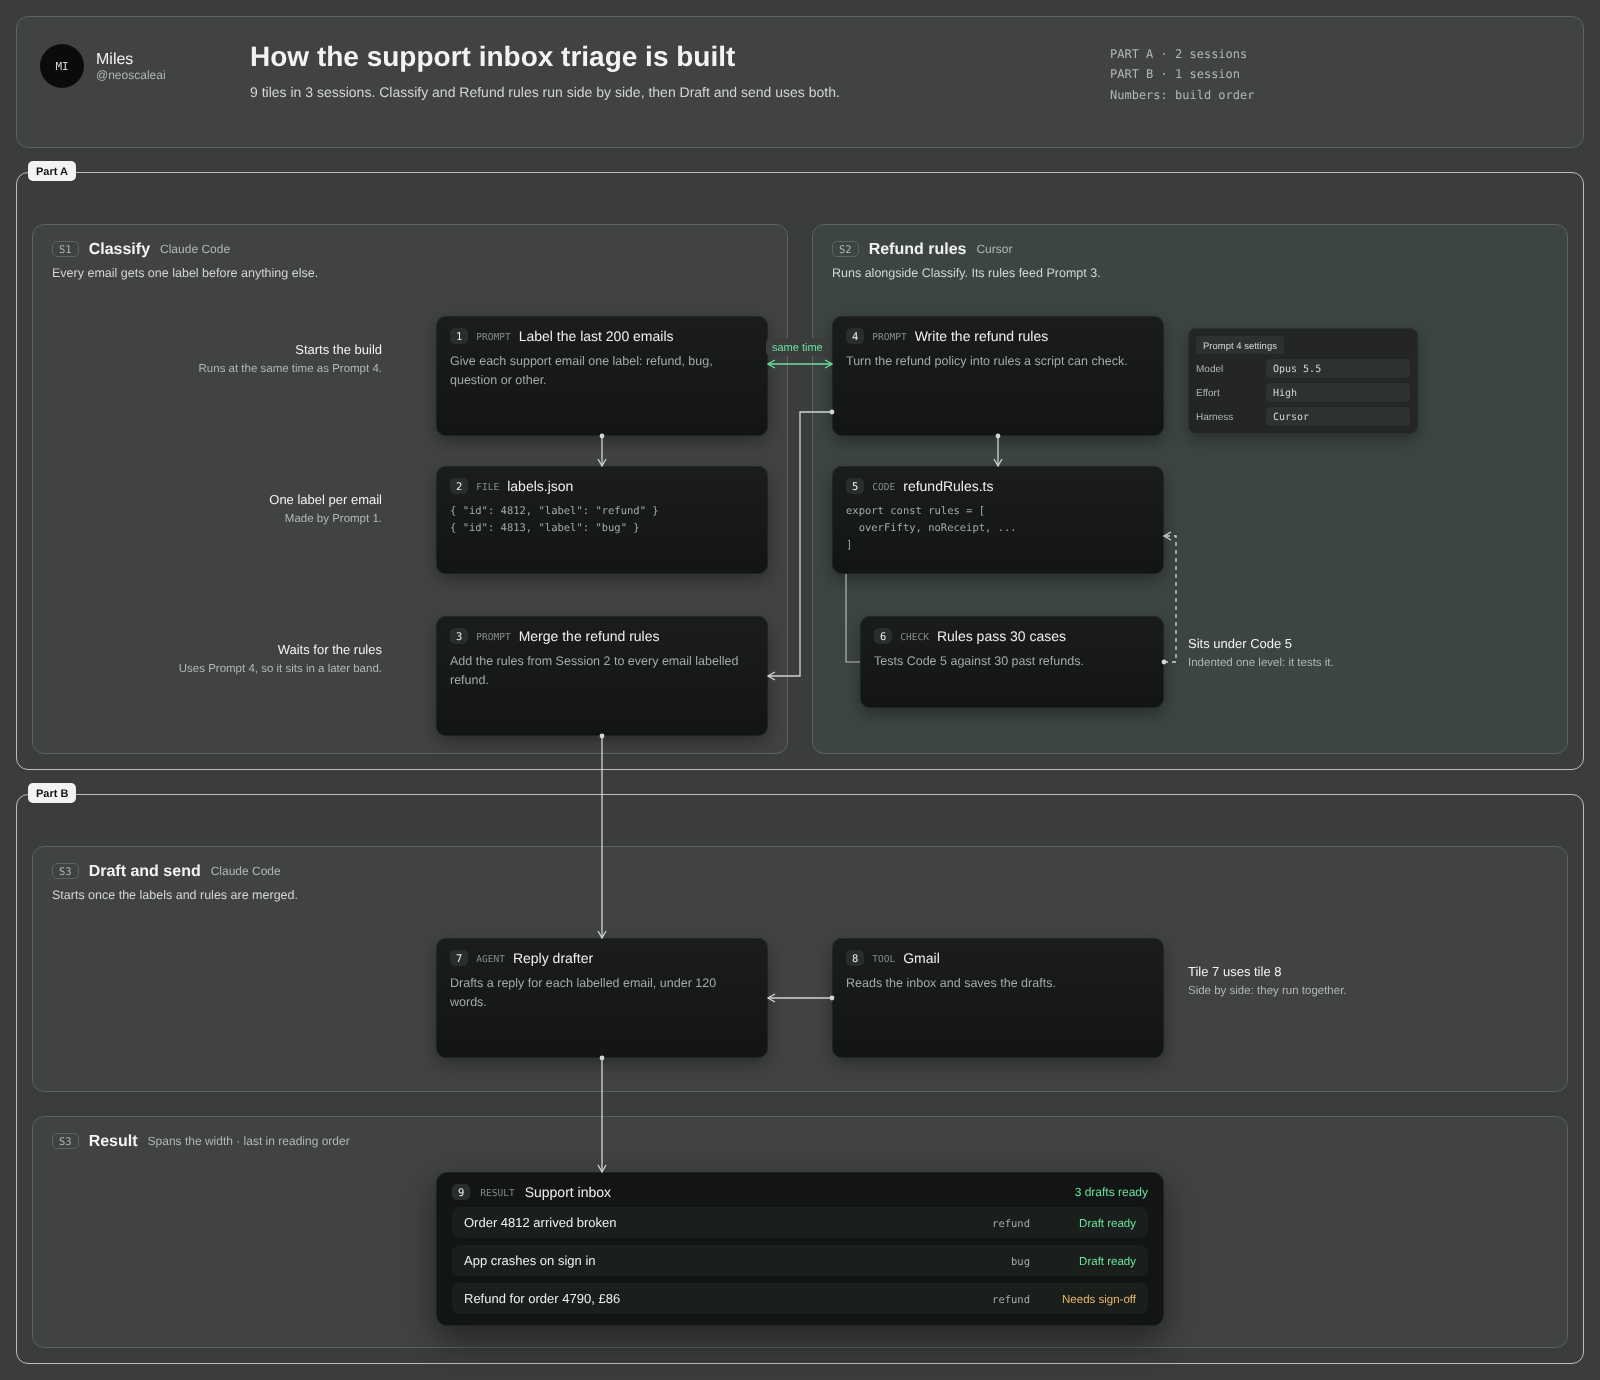 MI
Miles
@neoscaleai
How the support inbox triage is built
9 tiles in 3 sessions. Classify and Refund rules run side by side, then Draft and send uses both.
PART A · 2 sessions
PART B · 1 session
Numbers: build order
Part A
S1 Classify Claude Code
Every email gets one label before anything else.
Starts the build
Runs at the same time as Prompt 4.
1 PROMPT Label the last 200 emails
Give each support email one label: refund, bug,
question or other.
One label per email
Made by Prompt 1.
2 FILE labels.json
{ "id": 4812, "label": "refund" }
{ "id": 4813, "label": "bug" }
Waits for the rules
Uses Prompt 4, so it sits in a later band.
3 PROMPT Merge the refund rules
Add the rules from Session 2 to every email labelled
refund.
same time
S2 Refund rules Cursor
Runs alongside Classify. Its rules feed Prompt 3.
4 PROMPT Write the refund rules
Turn the refund policy into rules a script can check.
Prompt 4 settings
Model Opus 5.5
Effort High
Harness Cursor
5 CODE refundRules.ts
export const rules = [
overFifty, noReceipt, ...
]
6 CHECK Rules pass 30 cases
Tests Code 5 against 30 past refunds.
Sits under Code 5
Indented one level: it tests it.
Part B
S3 Draft and send Claude Code
Starts once the labels and rules are merged.
7 AGENT Reply drafter
Drafts a reply for each labelled email, under 120
words.
8 TOOL Gmail
Reads the inbox and saves the drafts.
Tile 7 uses tile 8
Side by side: they run together.
S3 Result Spans the width · last in reading order
9 RESULT Support inbox 3 drafts ready
Order 4812 arrived broken refund Draft ready
App crashes on sign in bug Draft ready
Refund for order 4790, £86 refund Needs sign-off